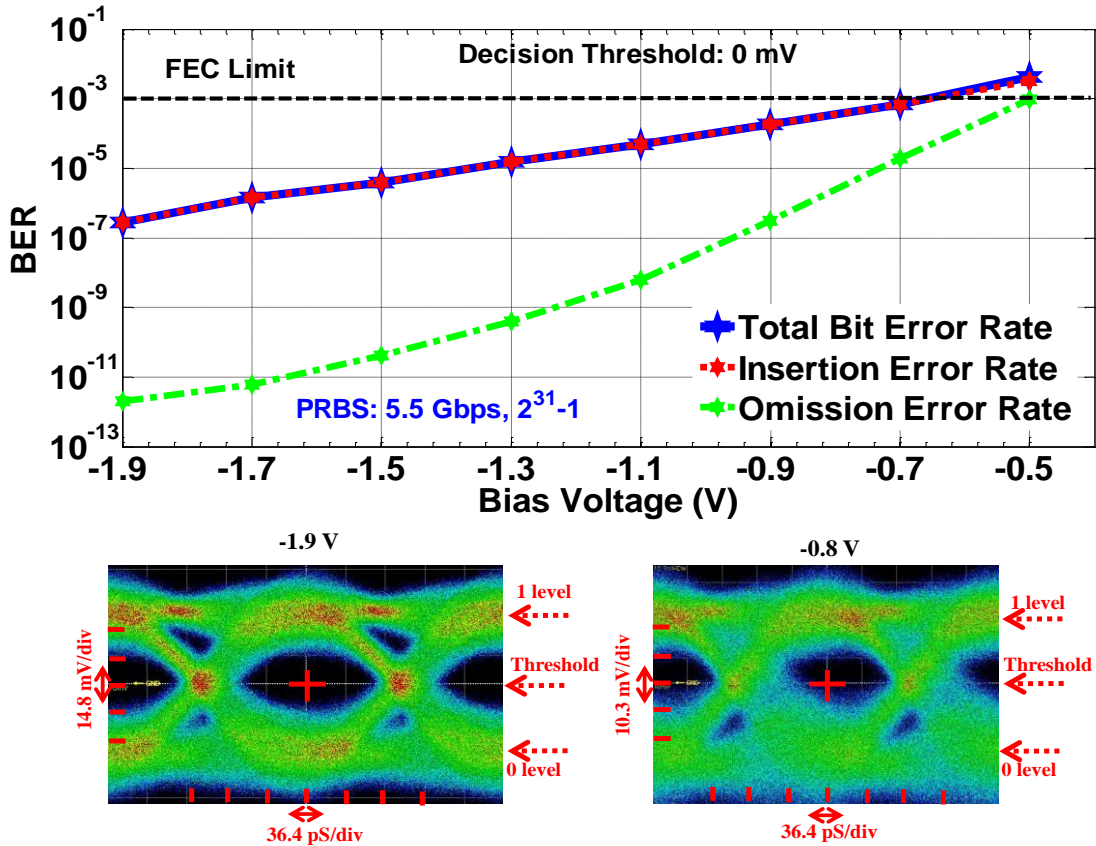 10^-1
10^-3
10^-5
10^-7
10^-9
10^-11
10^-13
BER
FEC Limit
Decision Threshold: 0 mV
Total Bit Error Rate
Insertion Error Rate
Omission Error Rate
PRBS: 5.5 Gbps, 2^31-1
-1.9 -1.7 -1.5 -1.3 -1.1 -0.9 -0.7 -0.5
Bias Voltage (V)
-1.9 V
14.8 mV/div
GND
1 level
Threshold
0 level
36.4 pS/div
-0.8 V
10.3 mV/div
GND
1 level
Threshold
0 level
36.4 pS/div